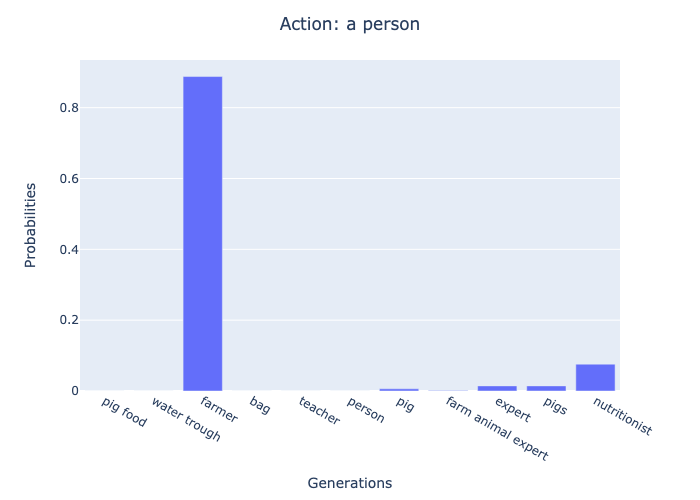 Action: a person
Probabilities
0.8
0.6
0.4
0.2
0
pig food
water trough
farmer
bag
teacher
person
pig
farm animal expert
expert
pigs
nutritionist
Generations